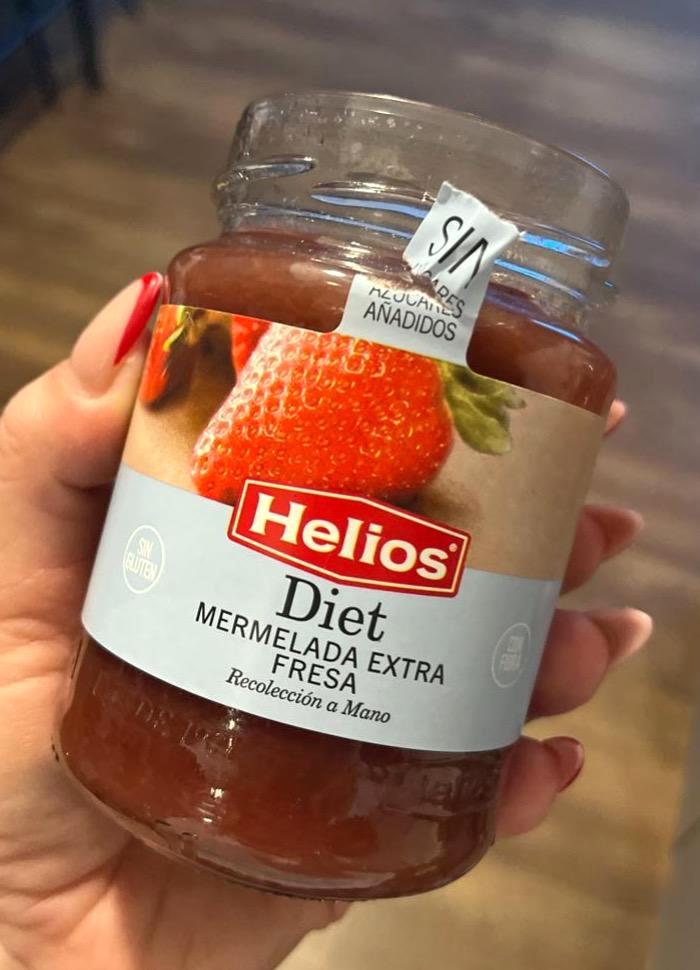 SIN
AZÚCARES
AÑADIDOS
Helios
Diet
MERMELADA EXTRA
FRESA
Recolección a Mano
SIN
GLUTEN
CON
FIBRA